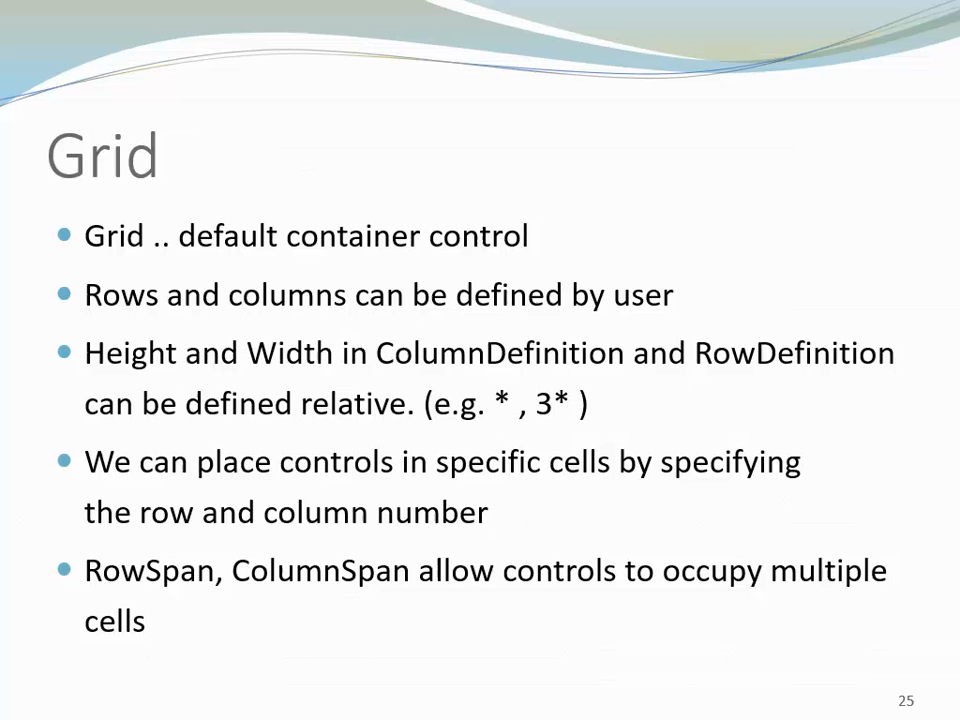 Grid
Grid .. default container control
Rows and columns can be defined by user
Height and Width in ColumnDefinition and RowDefinition
can be defined relative. (e.g. * , 3* )
We can place controls in specific cells by specifying
the row and column number
RowSpan, ColumnSpan allow controls to occupy multiple
cells
25